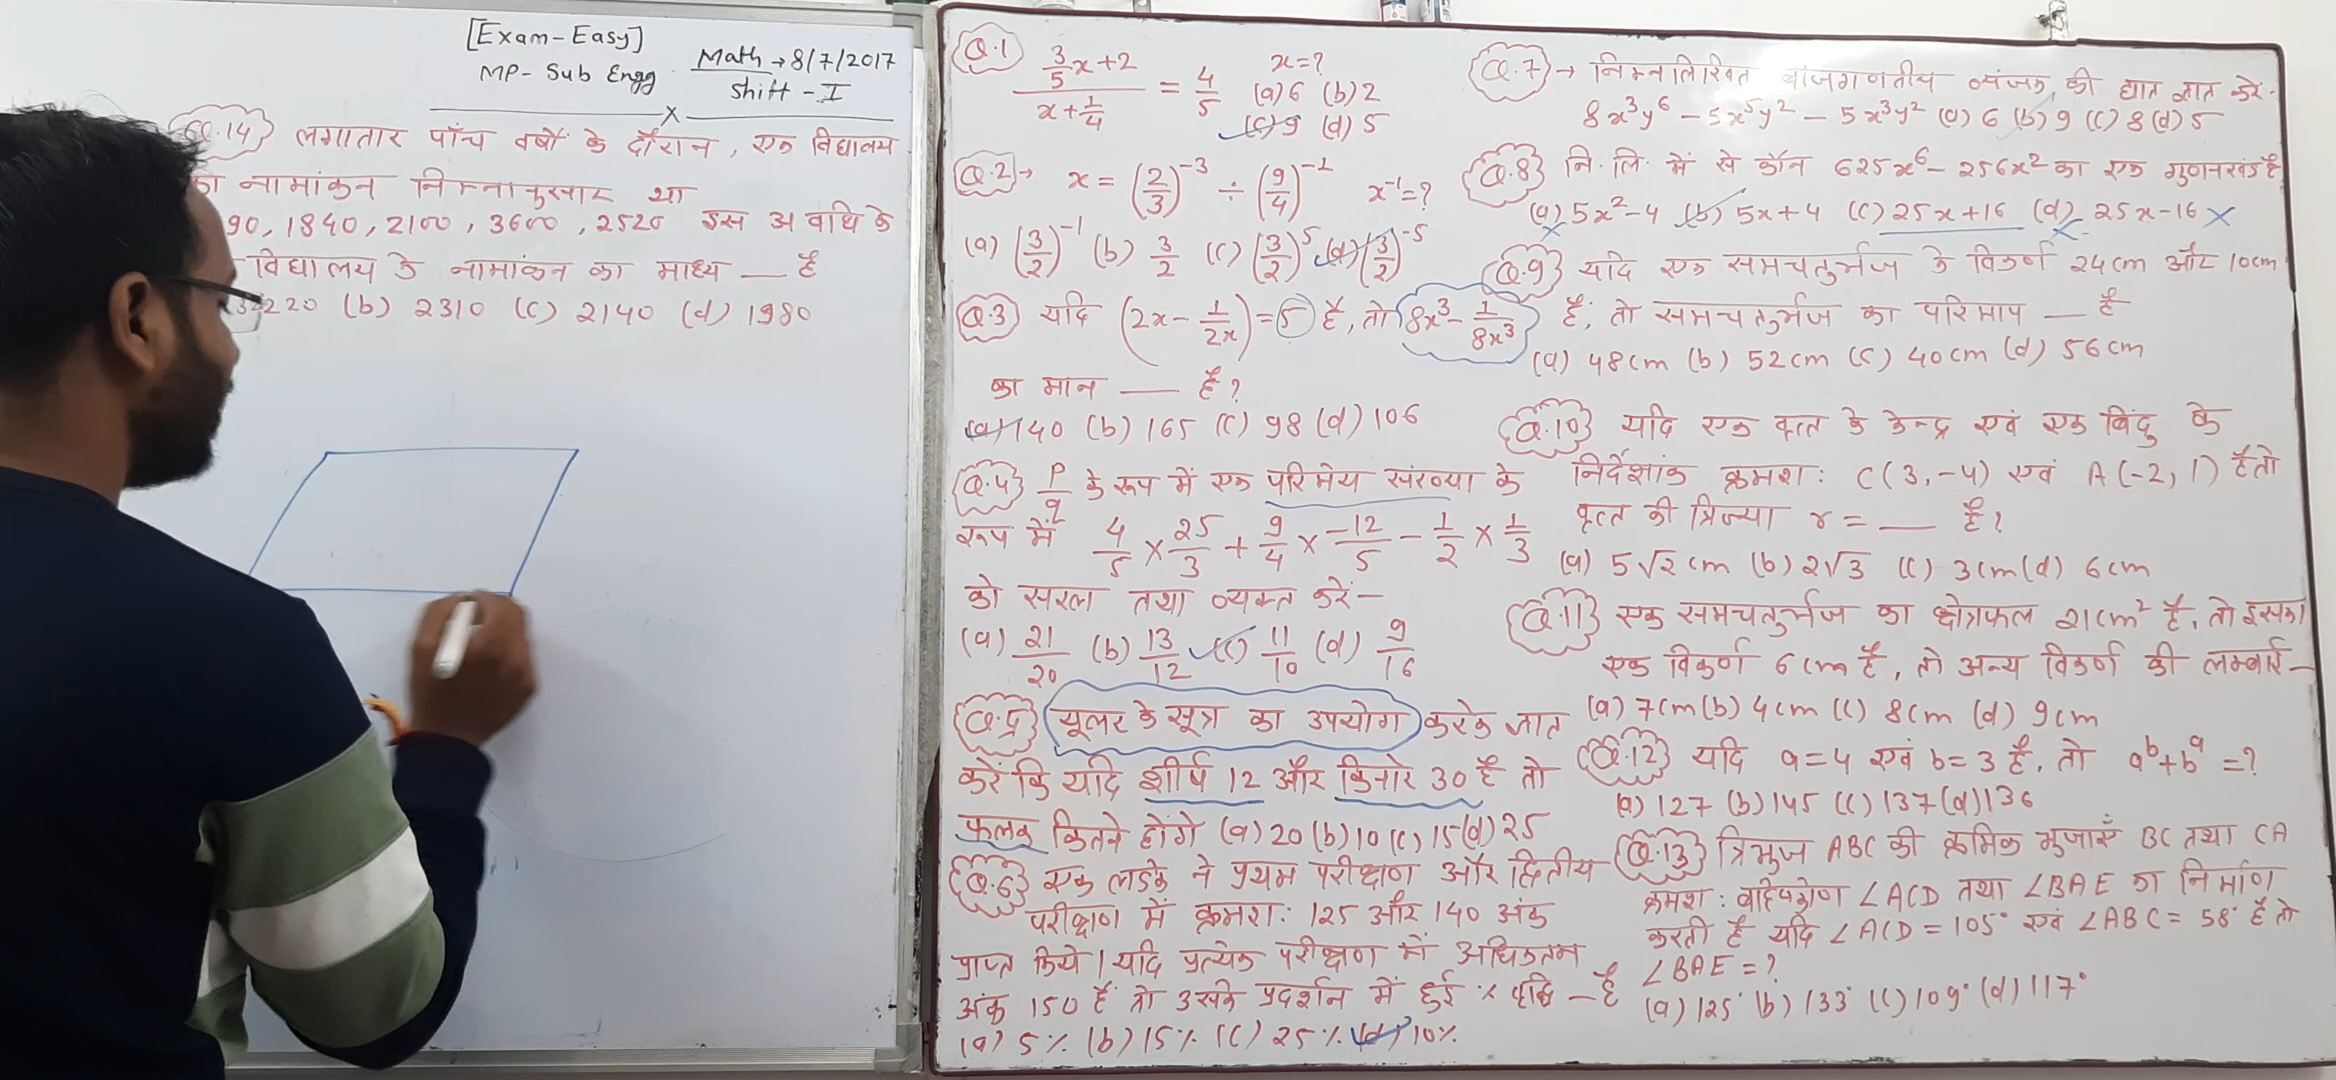 [Exam-Easy]
MP- Sub Engg
Math → 8/7/2017
Shift - I
x
Q.14 लगातार पाँच वर्षों के दौरान, एक विद्यालय
का नामांकन निम्नानुसार था
90, 1840, 2100, 3600, 2520 इस अवधि के
विद्यालय के नामांकन का माध्य — है
2220 (b) 2310 (c) 2140 (d) 1980
Q.1 (3/5 x+2)/(x+1/4) = 4/5 x=?
(a) 6 (b) 2
(c) 9 (d) 5
Q.2 → x = (2/3)^-3 ÷ (9/4)^-1 x^-1 = ?
(a) (3/2)^-1 (b) 3/2 (c) (3/2)^5 (d) (3/2)^-5
Q.3 यदि (2x - 1/2x) = 5 है, तो 8x³ - 1/8x³
का मान — है?
(a) 140 (b) 165 (c) 98 (d) 106
Q.4 P/q के रूप में एक परिमेय संख्या के
रूप में 4/5 × 25/3 + 9/4 × -12/5 - 1/2 × 1/3
को सरल तथा व्यक्त करें-
(a) 21/20 (b) 13/12 (c) 11/10 (d) 9/16
Q.5 यूलर के सूत्र का उपयोग करके ज्ञात
करें कि यदि शीर्ष 12 और किनारे 30 है तो
फलक कितने होंगे (a) 20 (b) 10 (c) 15 (d) 25
Q.6 एक लडके ने प्रथम परीक्षण और द्वितीय
परीक्षण में क्रमश: 125 और 140 अंक
प्राप्त किये। यदि प्रत्येक परीक्षण में अधिकतम
अंक 150 है तो उसके प्रदर्शन में हुई % वृद्धि — है
(a) 5% (b) 15% (c) 25% (d) 10%
Q.7 → निम्नलिखित बीजगणतीय व्यंजक की घात ज्ञात करें-
8x³y⁶ - 5x⁵y² - 5x³y² (a) 6 (b) 9 (c) 8 (d) 5
Q.8 नि.लि में से कौन 625x⁶ - 256x² का एक गुणनखंड है
(a) 5x²-4 (b) 5x+4 (c) 25x+16 (d) 25x-16
Q.9 यदि एक समचतुर्भुज के विकर्ण 24cm और 10cm
है, तो समचतुर्भुज का परिमाप — है
(a) 48cm (b) 52cm (c) 40cm (d) 56cm
Q.10 यदि एक वृत्त के केन्द्र एवं एक बिंदु के
निर्देशांक क्रमश: C(3,-4) एवं A(-2,1) है तो
वृत्त की त्रिज्या r = — है?
(a) 5√2 cm (b) 2√3 (c) 3cm (d) 6cm
Q.11 एक समचतुर्भुज का क्षेत्रफल 21cm² है, तो इसका
एक विकर्ण 6cm है, तो अन्य विकर्ण की लम्बाई-
(a) 7cm (b) 4cm (c) 8cm (d) 9cm
Q.12 यदि a=4 एवं b=3 है, तो a^b+b^a =?
(a) 127 (b) 145 (c) 137 (d) 136
Q.13 त्रिभुज ABC की क्रमिक भुजाएँ BC तथा CA
क्रमश: बहिष्कोण ∠ACD तथा ∠BAE का निर्माण
करती है यदि ∠ACD = 105° एवं ∠ABC = 58° है तो
∠BAE = ?
(a) 125° (b) 133° (c) 109° (d) 117°